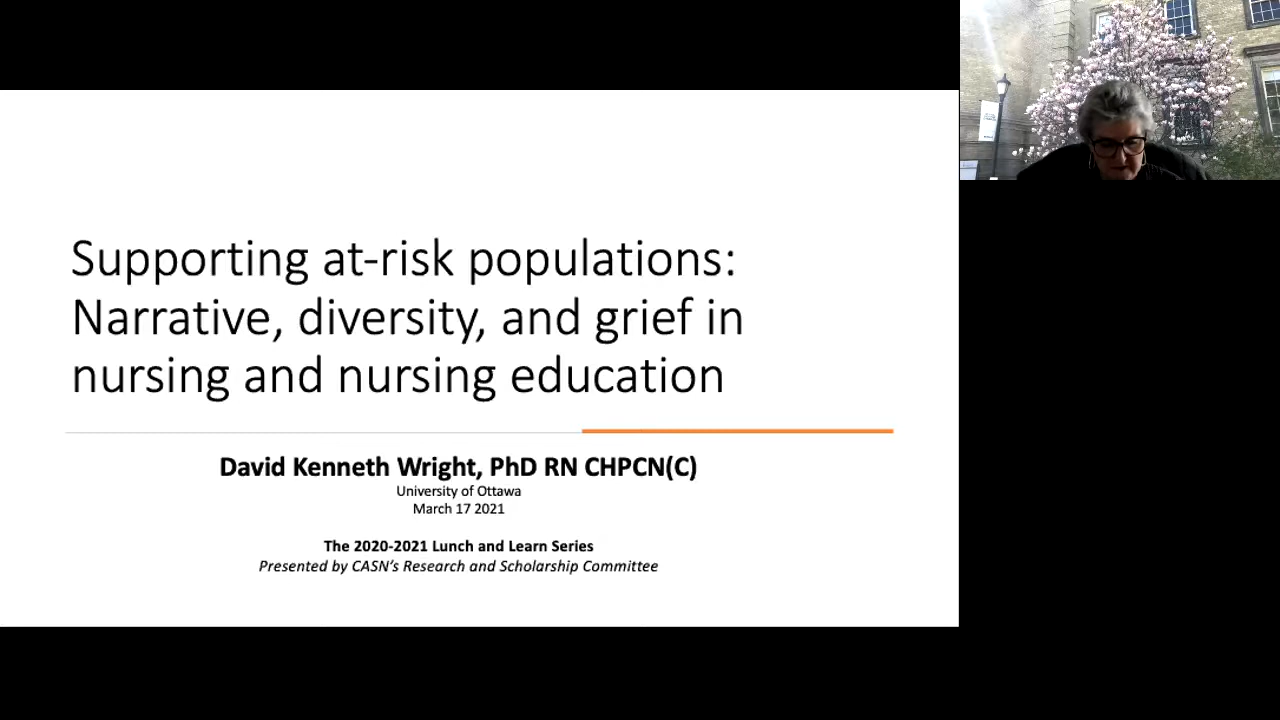 Supporting at-risk populations:
Narrative, diversity, and grief in
nursing and nursing education
David Kenneth Wright, PhD RN CHPCN(C)
University of Ottawa
March 17 2021
The 2020-2021 Lunch and Learn Series
Presented by CASN's Research and Scholarship Committee